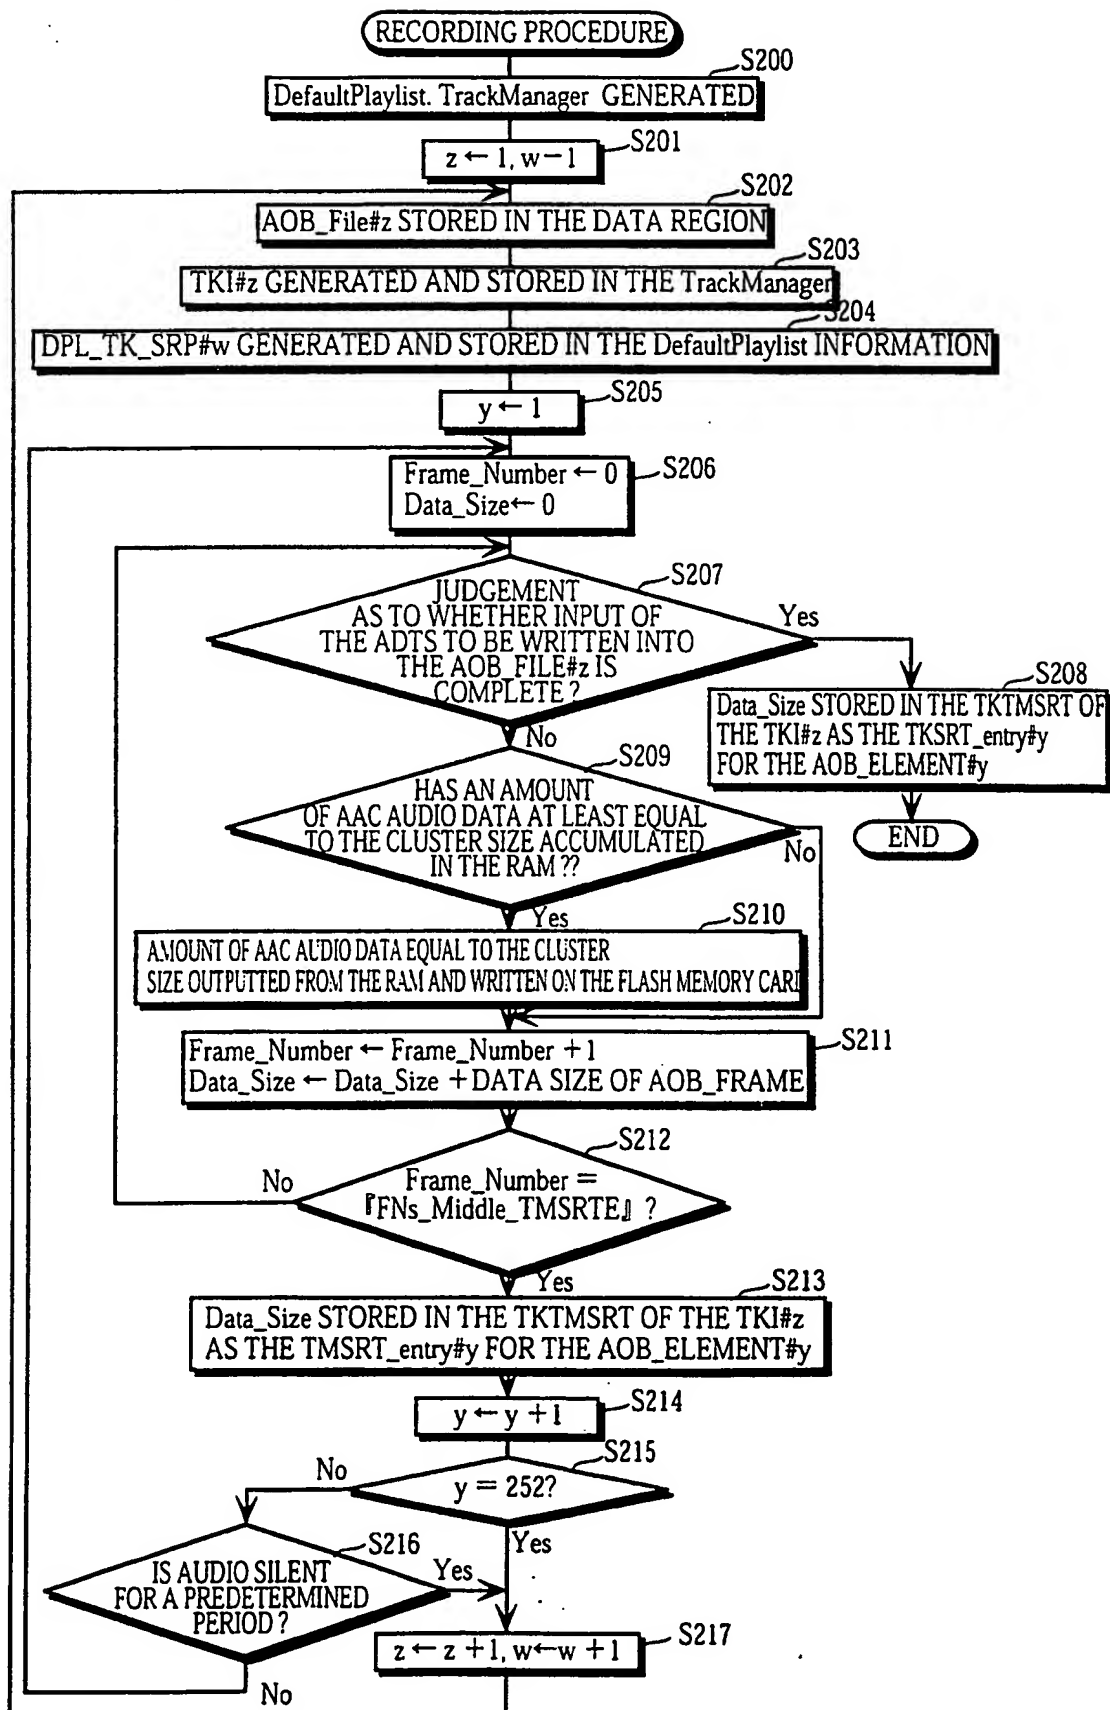 RECORDING PROCEDURE
S200
DefaultPlaylist. TrackManager GENERATED
S201
z ← 1, w─1
S202
AOB_File#z STORED IN THE DATA REGION
S203
TKI#z GENERATED AND STORED IN THE TrackManager
S204
DPL_TK_SRP#w GENERATED AND STORED IN THE DefaultPlaylist INFORMATION
S205
y ← 1
S206
Frame_Number ← 0
Data_Size← 0
S207
JUDGEMENT
AS TO WHETHER INPUT OF
THE ADTS TO BE WRITTEN INTO
THE AOB_FILE#z IS
COMPLETE ?
Yes
No
S208
Data_Size STORED IN THE TKTMSRT OF
THE TKI#z AS THE TKSRT_entry#y
FOR THE AOB_ELEMENT#y
END
S209
HAS AN AMOUNT
OF AAC AUDIO DATA AT LEAST EQUAL
TO THE CLUSTER SIZE ACCUMULATED
IN THE RAM ??
No
Yes
S210
AMOUNT OF AAC AUDIO DATA EQUAL TO THE CLUSTER
SIZE OUTPUTTED FROM THE RAM AND WRITTEN ON THE FLASH MEMORY CARD
S211
Frame_Number ← Frame_Number +1
Data_Size ← Data_Size +DATA SIZE OF AOB_FRAME
S212
Frame_Number =
『FNs_Middle_TMSRTE』 ?
No
Yes
S213
Data_Size STORED IN THE TKTMSRT OF THE TKI#z
AS THE TMSRT_entry#y FOR THE AOB_ELEMENT#y
S214
y ← y +1
S215
y = 252?
No
Yes
S216
IS AUDIO SILENT
FOR A PREDETERMINED
PERIOD ?
Yes
No
S217
z ← z +1, w←w +1